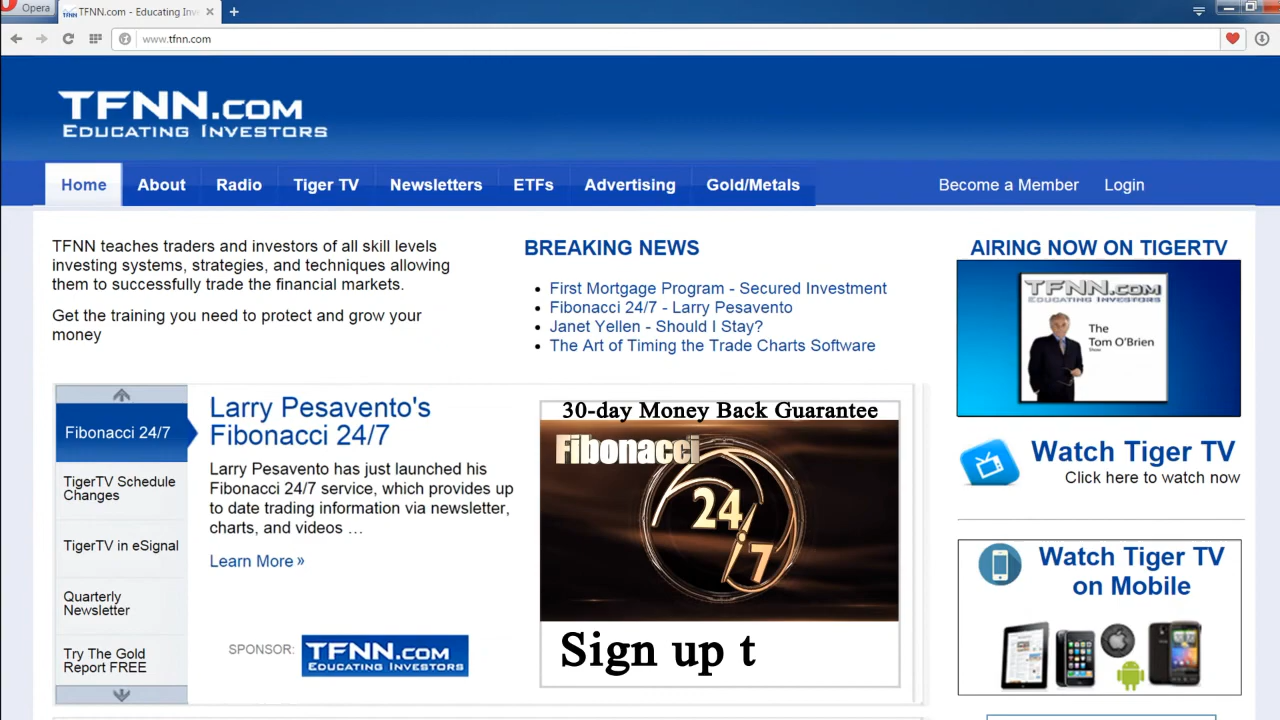 Opera
TFNN.com - Educating Inv
www.tfnn.com
TFNN.COM
EDUCATING INVESTORS
Home
About
Radio
Tiger TV
Newsletters
ETFs
Advertising
Gold/Metals
Become a Member
Login
TFNN teaches traders and investors of all skill levels
investing systems, strategies, and techniques allowing
them to successfully trade the financial markets.
Get the training you need to protect and grow your
money
BREAKING NEWS
First Mortgage Program - Secured Investment
Fibonacci 24/7 - Larry Pesavento
Janet Yellen - Should I Stay?
The Art of Timing the Trade Charts Software
AIRING NOW ON TIGERTV
TFNN.COM
EDUCATING INVESTORS
The
Tom O'Brien
Show
Watch Tiger TV
Click here to watch now
Watch Tiger TV
on Mobile
Fibonacci 24/7
TigerTV Schedule
Changes
TigerTV in eSignal
Quarterly
Newsletter
Try The Gold
Report FREE
Larry Pesavento's
Fibonacci 24/7
Larry Pesavento has just launched his
Fibonacci 24/7 service, which provides up
to date trading information via newsletter,
charts, and videos …
Learn More »
SPONSOR:
TFNN.COM
EDUCATING INVESTORS
30-day Money Back Guarantee
Fibonacci
24/7
Sign up t